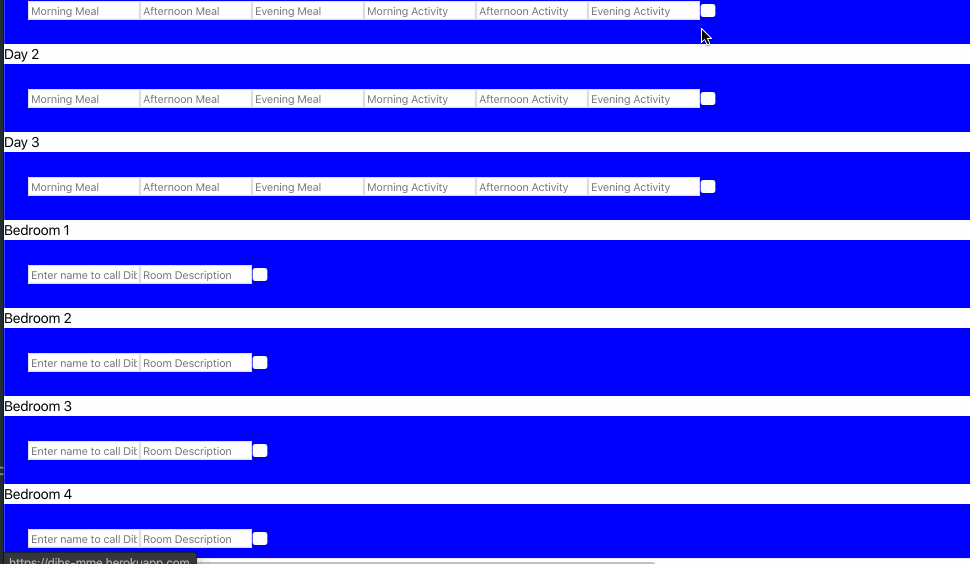 Morning Meal Afternoon Meal Evening Meal Morning Activity Afternoon Activity Evening Activity
Day 2
Morning Meal Afternoon Meal Evening Meal Morning Activity Afternoon Activity Evening Activity
Day 3
Morning Meal Afternoon Meal Evening Meal Morning Activity Afternoon Activity Evening Activity
Bedroom 1
Enter name to call Dib Room Description
Bedroom 2
Enter name to call Dib Room Description
Bedroom 3
Enter name to call Dib Room Description
Bedroom 4
Enter name to call Dib Room Description
https://dibs-mme.herokuapp.com